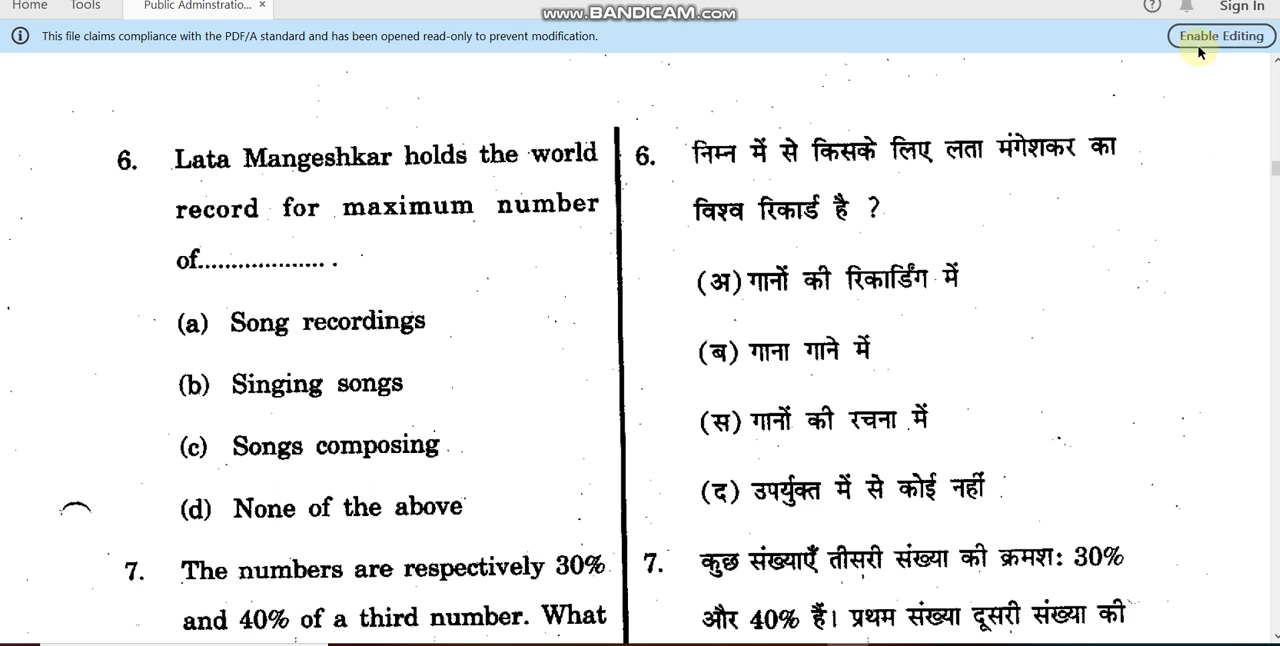 Home Tools Public Adminstratio... × Sign In
www.BANDICAM.com
This file claims compliance with the PDF/A standard and has been opened read-only to prevent modification. Enable Editing
6. Lata Mangeshkar holds the world
record for maximum number
of................... .
(a) Song recordings
(b) Singing songs
(c) Songs composing
(d) None of the above
7. The numbers are respectively 30%
and 40% of a third number. What
6. निम्न में से किसके लिए लता मंगेशकर का
विश्व रिकार्ड है ?
(अ) गानों की रिकार्डिंग में
(ब) गाना गाने में
(स) गानों की रचना में
(द) उपर्युक्त में से कोई नहीं
7. कुछ संख्याएँ तीसरी संख्या की क्रमश: 30%
और 40% हैं। प्रथम संख्या दूसरी संख्या की